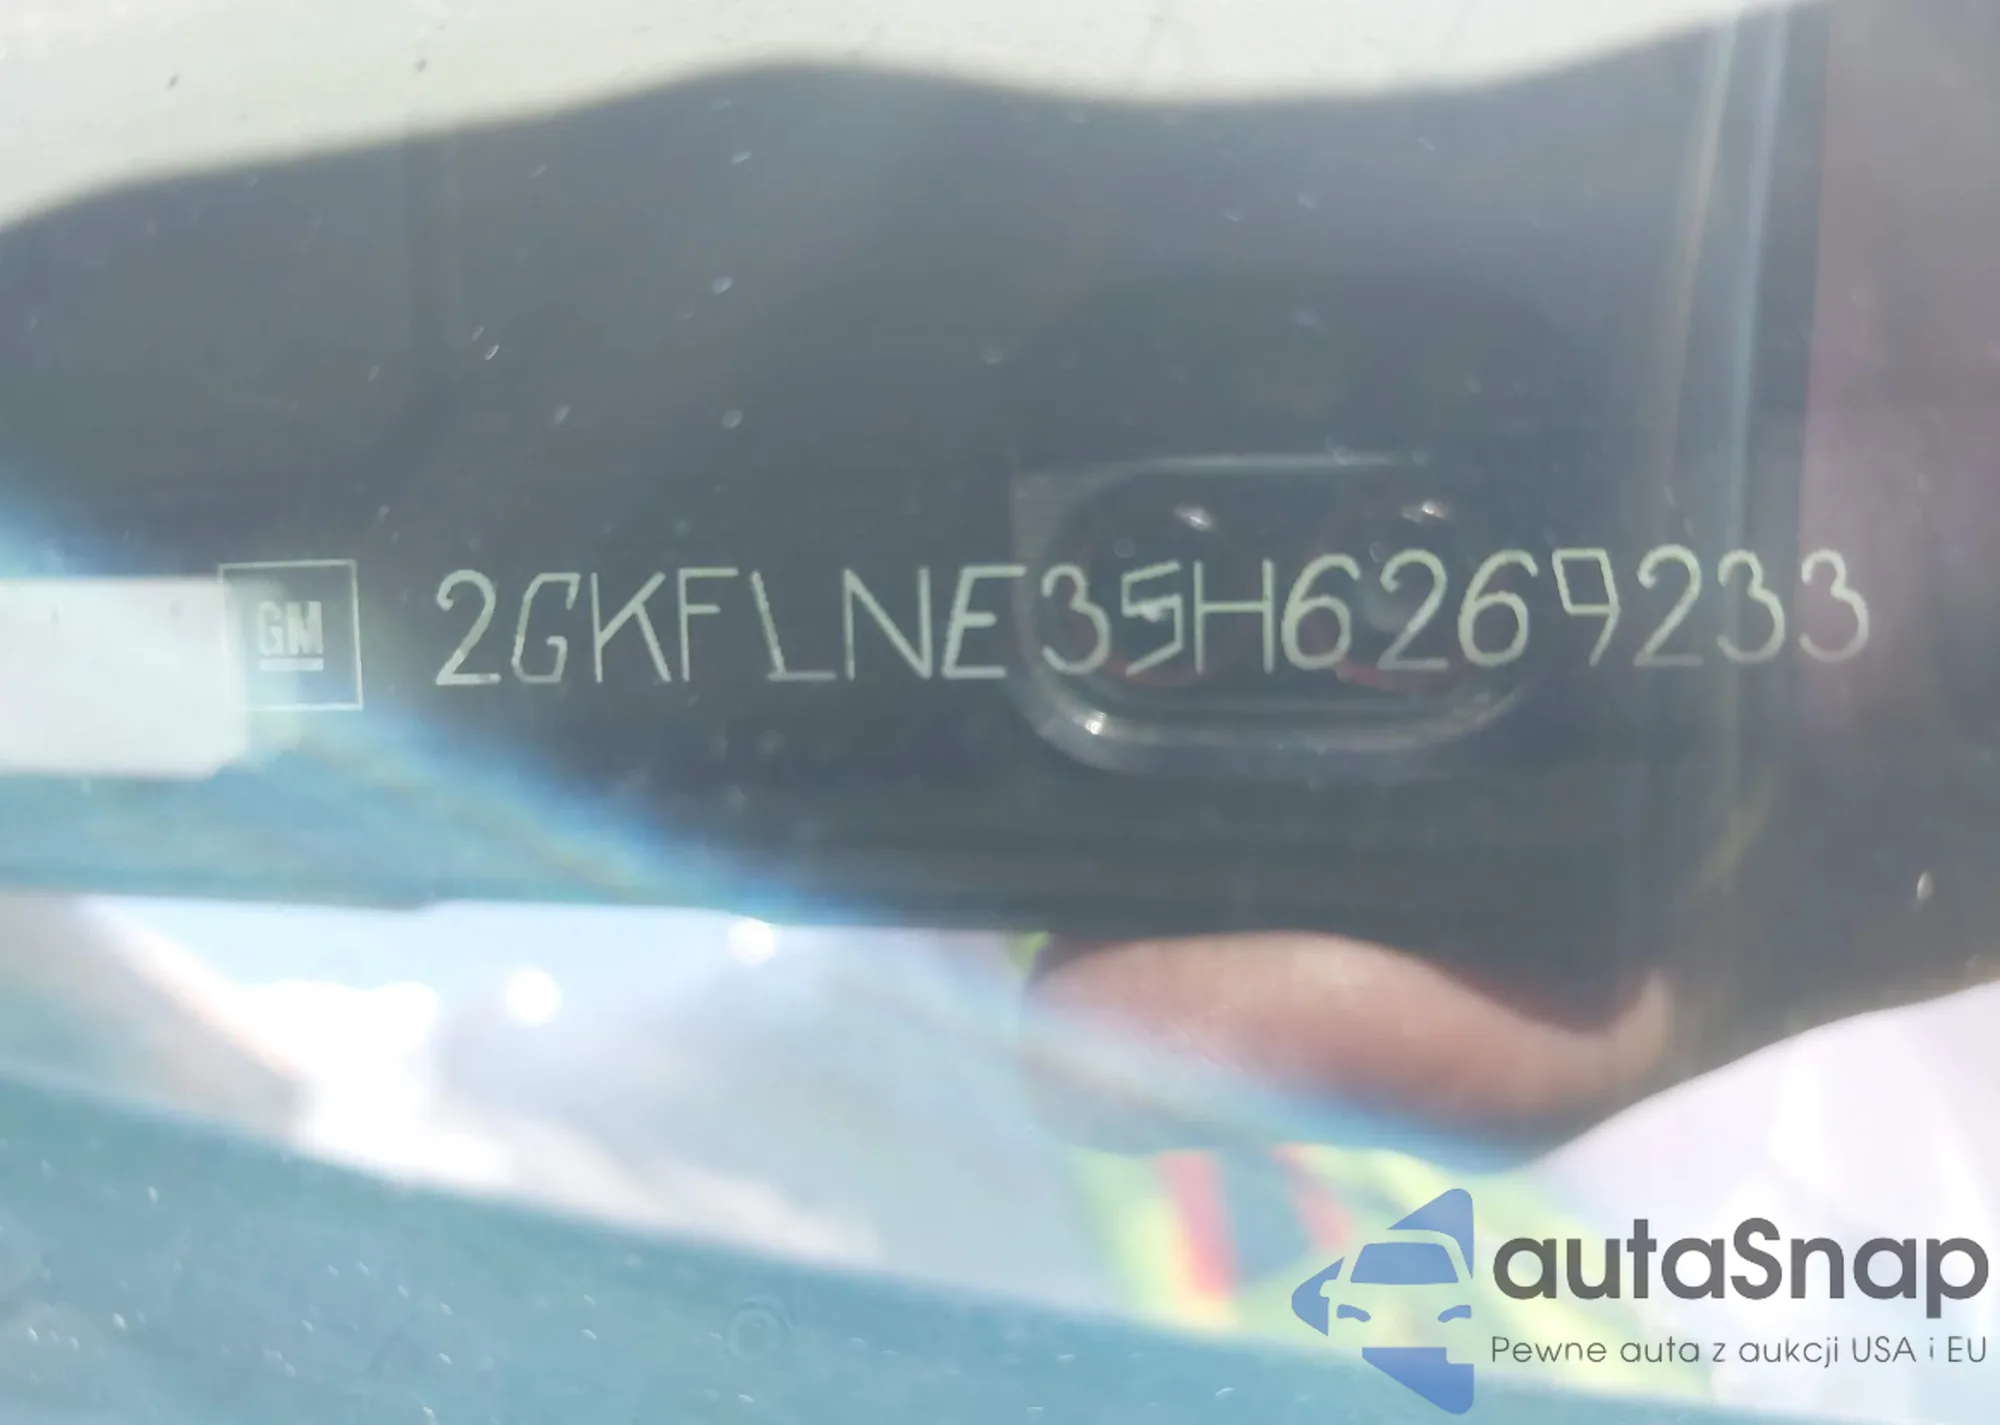 GM 2GKFLNE35H6269233
autaSnap
Pewne auta z aukcji USA i EU